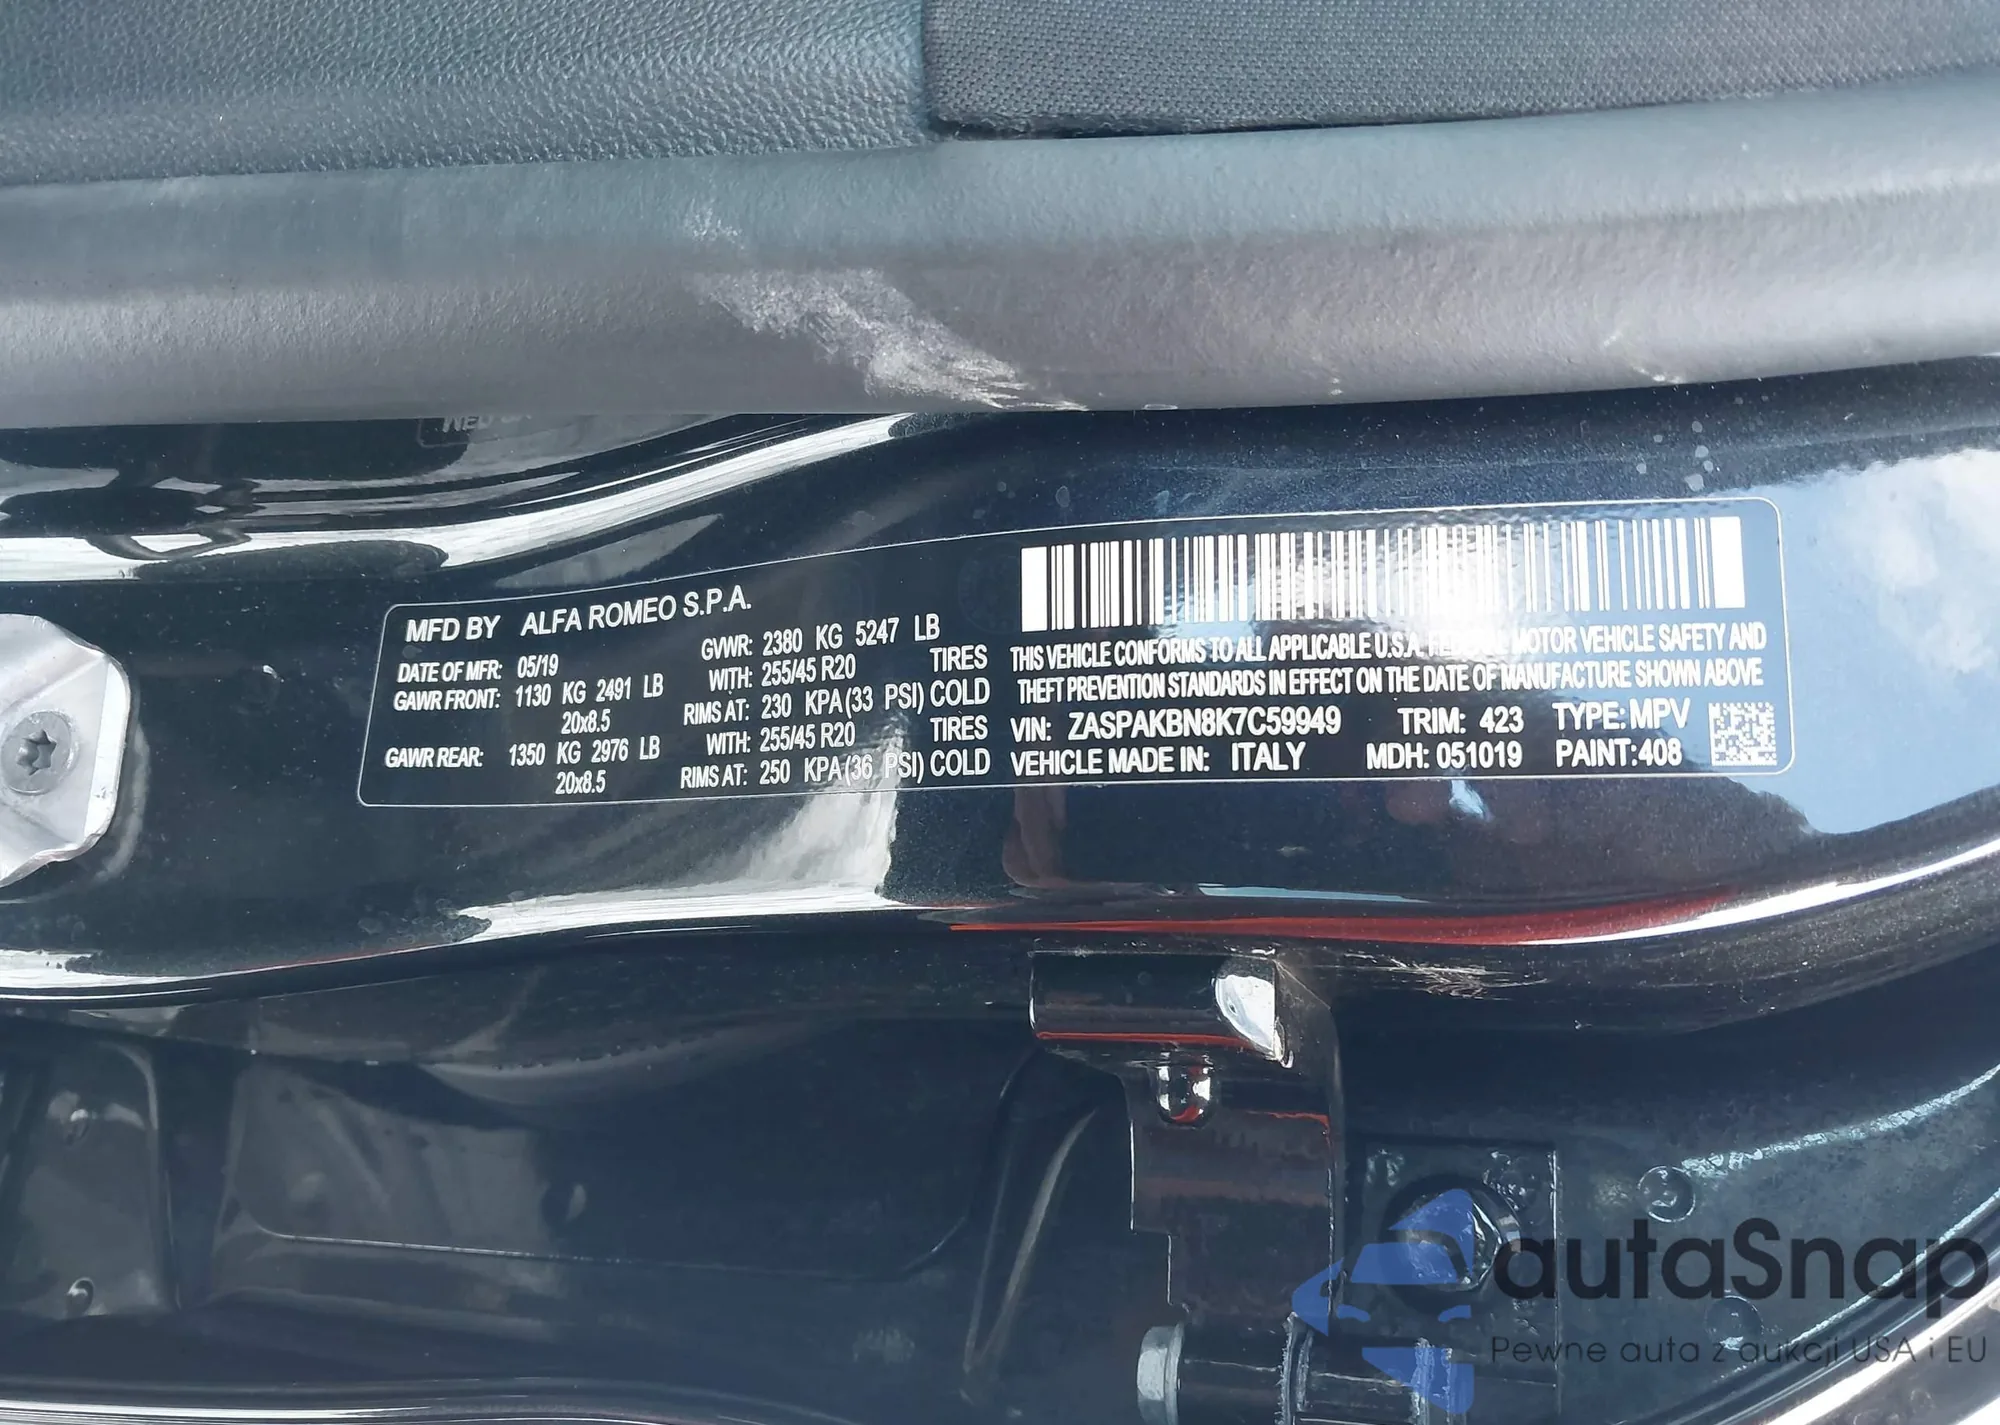 MFD BY ALFA ROMEO S.P.A.
DATE OF MFR: 05/19 GVWR: 2380 KG 5247 LB
GAWR FRONT: 1130 KG 2491 LB WITH: 255/45 R20 TIRES
20x8.5 RIMS AT: 230 KPA(33 PSI) COLD
GAWR REAR: 1350 KG 2976 LB WITH: 255/45 R20 TIRES
20x8.5 RIMS AT: 250 KPA(36 PSI) COLD
THIS VEHICLE CONFORMS TO ALL APPLICABLE U.S.A. FEDERAL MOTOR VEHICLE SAFETY AND
THEFT PREVENTION STANDARDS IN EFFECT ON THE DATE OF MANUFACTURE SHOWN ABOVE
VIN: ZASPAKBN8K7C59949 TRIM: 423 TYPE: MPV
VEHICLE MADE IN: ITALY MDH: 051019 PAINT: 408
autaSnap
Pewne auta z aukcji USA i EU